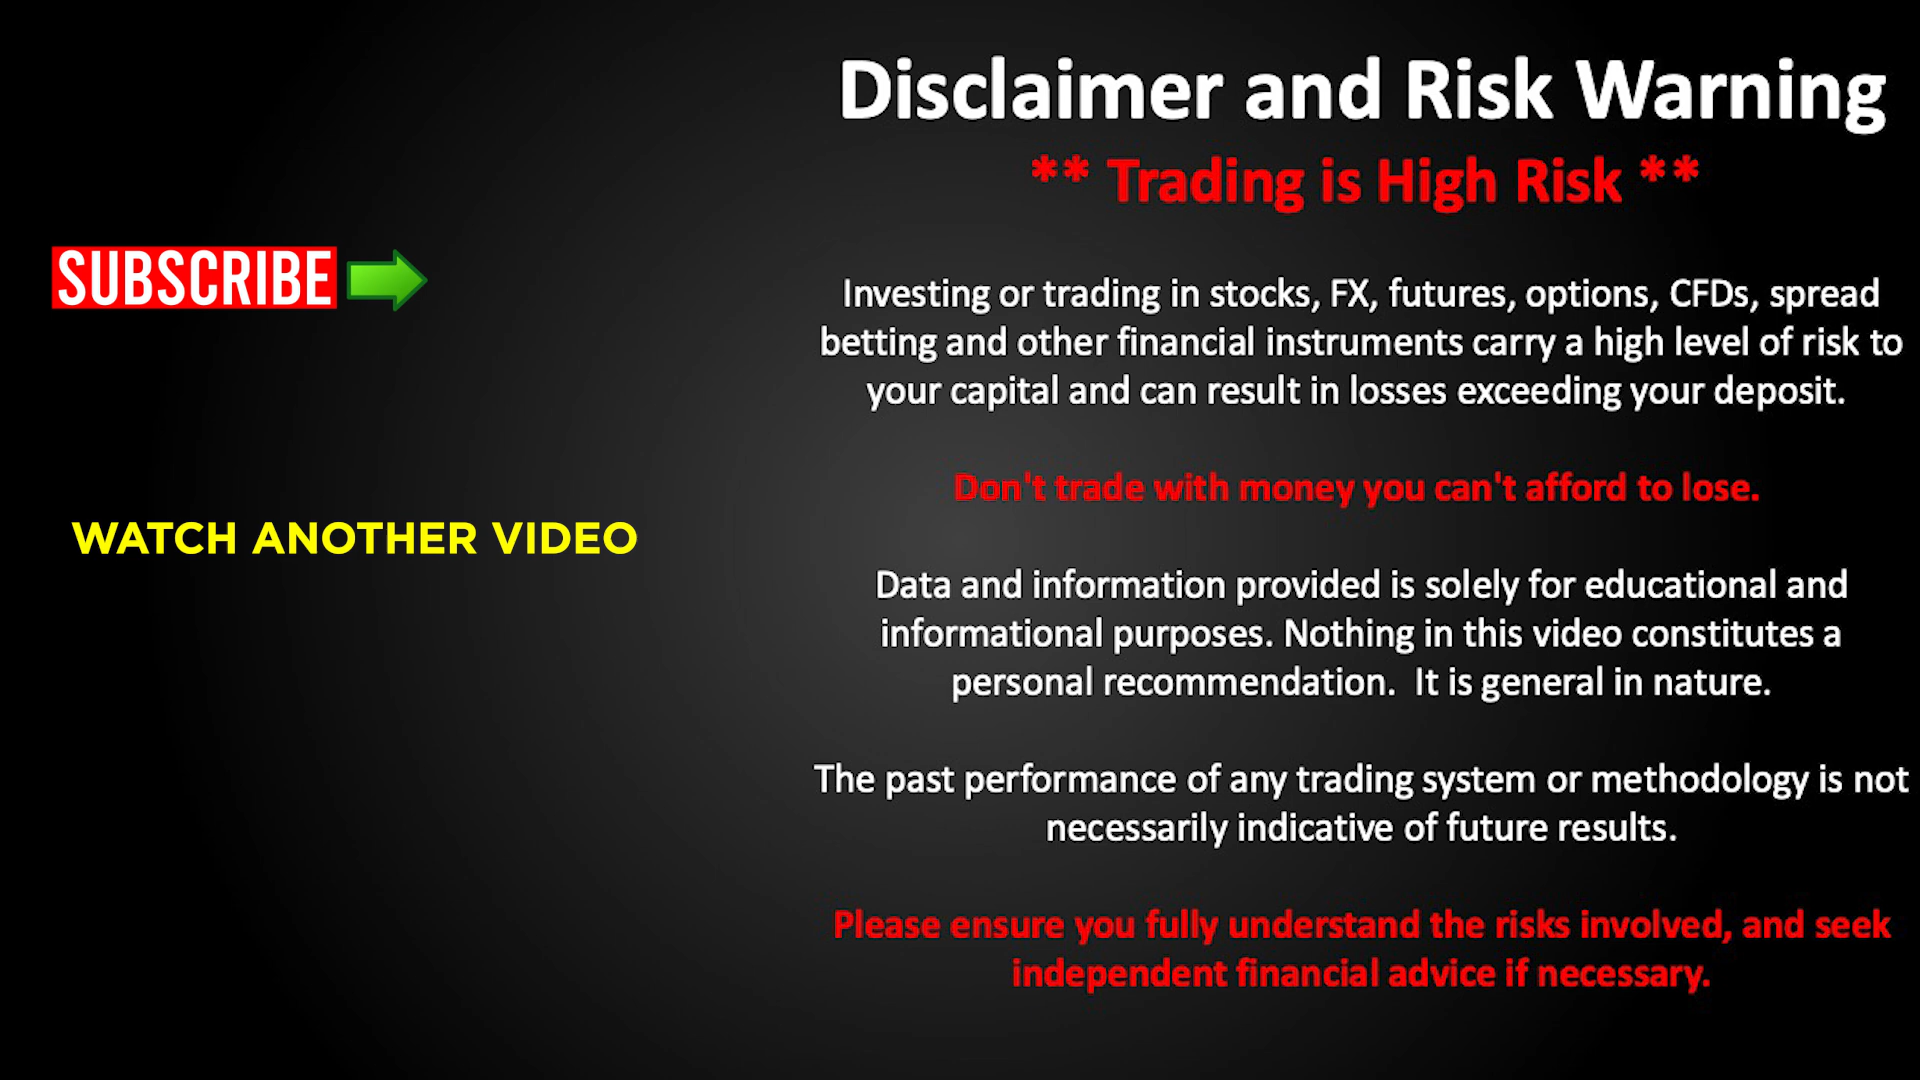 Disclaimer and Risk Warning
** Trading is High Risk **
SUBSCRIBE
Investing or trading in stocks, FX, futures, options, CFDs, spread
betting and other financial instruments carry a high level of risk to
your capital and can result in losses exceeding your deposit.
Don't trade with money you can't afford to lose.
WATCH ANOTHER VIDEO
Data and information provided is solely for educational and
informational purposes. Nothing in this video constitutes a
personal recommendation.  It is general in nature.
The past performance of any trading system or methodology is not
necessarily indicative of future results.
Please ensure you fully understand the risks involved, and seek
independent financial advice if necessary.